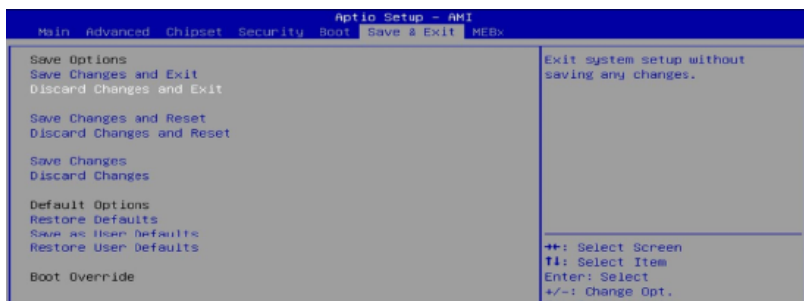 Aptio Setup - AMI
Main Advanced Chipset Security Boot Save & Exit MEBx
Save Options
Save Changes and Exit
Discard Changes and Exit
Save Changes and Reset
Discard Changes and Reset
Save Changes
Discard Changes
Default Options
Restore Defaults
Save as User Defaults
Restore User Defaults
Boot Override
Exit system setup without
saving any changes.
→←: Select Screen
↑↓: Select Item
Enter: Select
+/-: Change Opt.